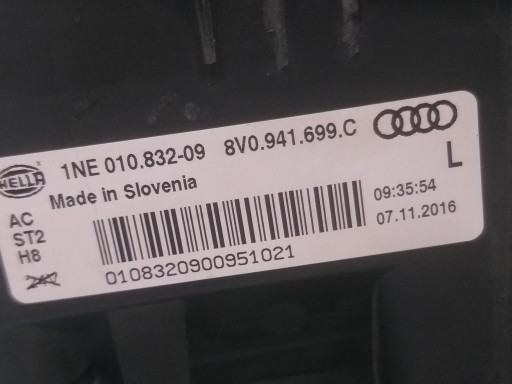 HELLA
1NE 010.832-09 8V0.941.699.C
Made in Slovenia
L
AC
ST2
H8
09:35:54
07.11.2016
0108320900951021